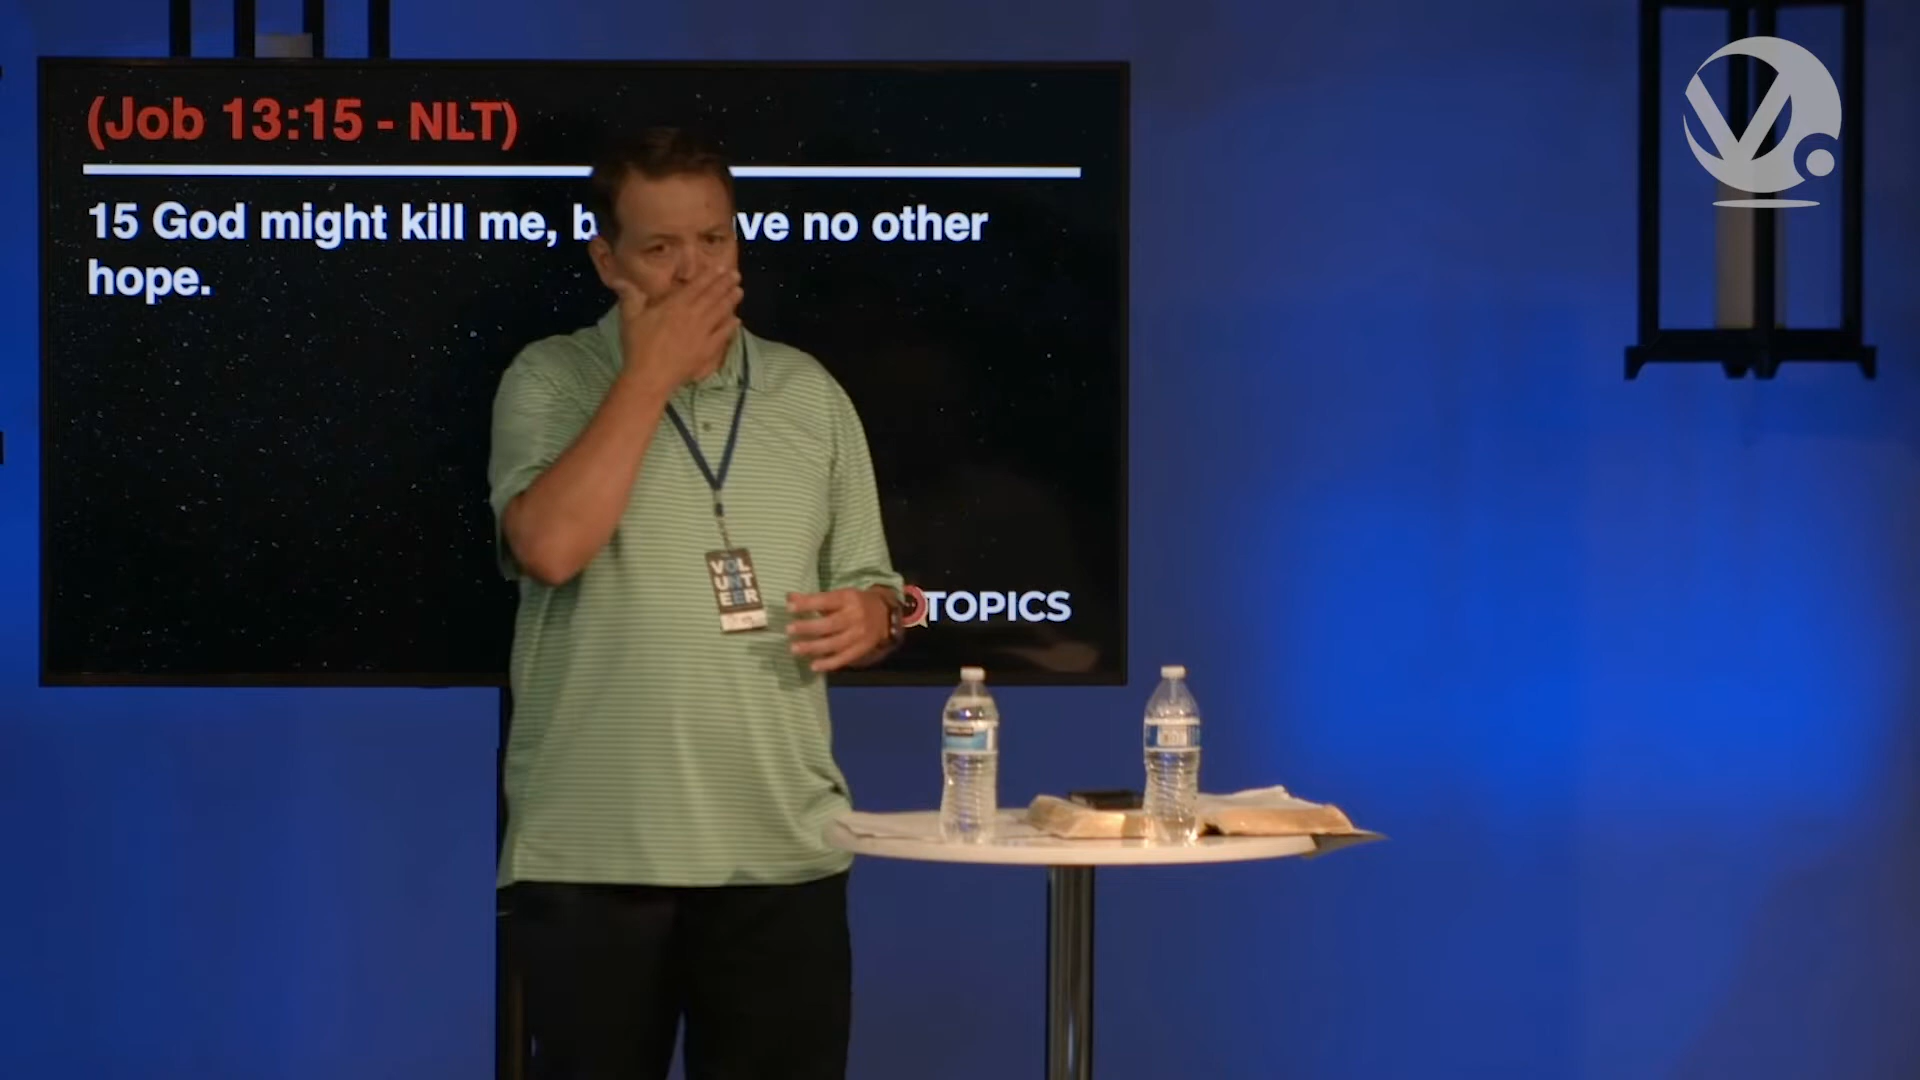 (Job 13:15 - NLT)
15 God might kill me, ve no other
hope.
VOL
UNT
EER
TOPICS